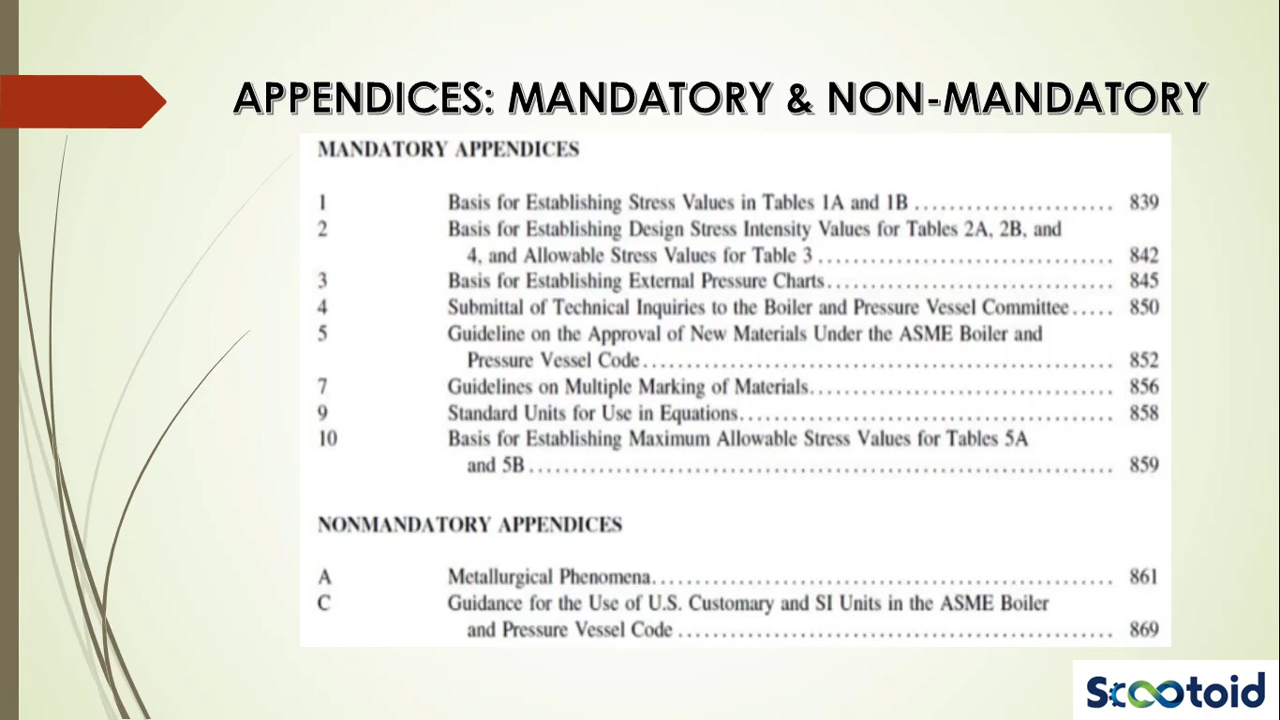 APPENDICES: MANDATORY & NON-MANDATORY
MANDATORY APPENDICES
1 Basis for Establishing Stress Values in Tables 1A and 1B ........................ 839
2 Basis for Establishing Design Stress Intensity Values for Tables 2A, 2B, and
4, and Allowable Stress Values for Table 3 ................................... 842
3 Basis for Establishing External Pressure Charts.................................. 845
4 Submittal of Technical Inquiries to the Boiler and Pressure Vessel Committee..... 850
5 Guideline on the Approval of New Materials Under the ASME Boiler and
Pressure Vessel Code........................................................ 852
7 Guidelines on Multiple Marking of Materials.................................... 856
9 Standard Units for Use in Equations............................................. 858
10 Basis for Establishing Maximum Allowable Stress Values for Tables 5A
and 5B...................................................................... 859
NONMANDATORY APPENDICES
A Metallurgical Phenomena........................................................ 861
C Guidance for the Use of U.S. Customary and SI Units in the ASME Boiler
and Pressure Vessel Code .................................................... 869
Scootoid